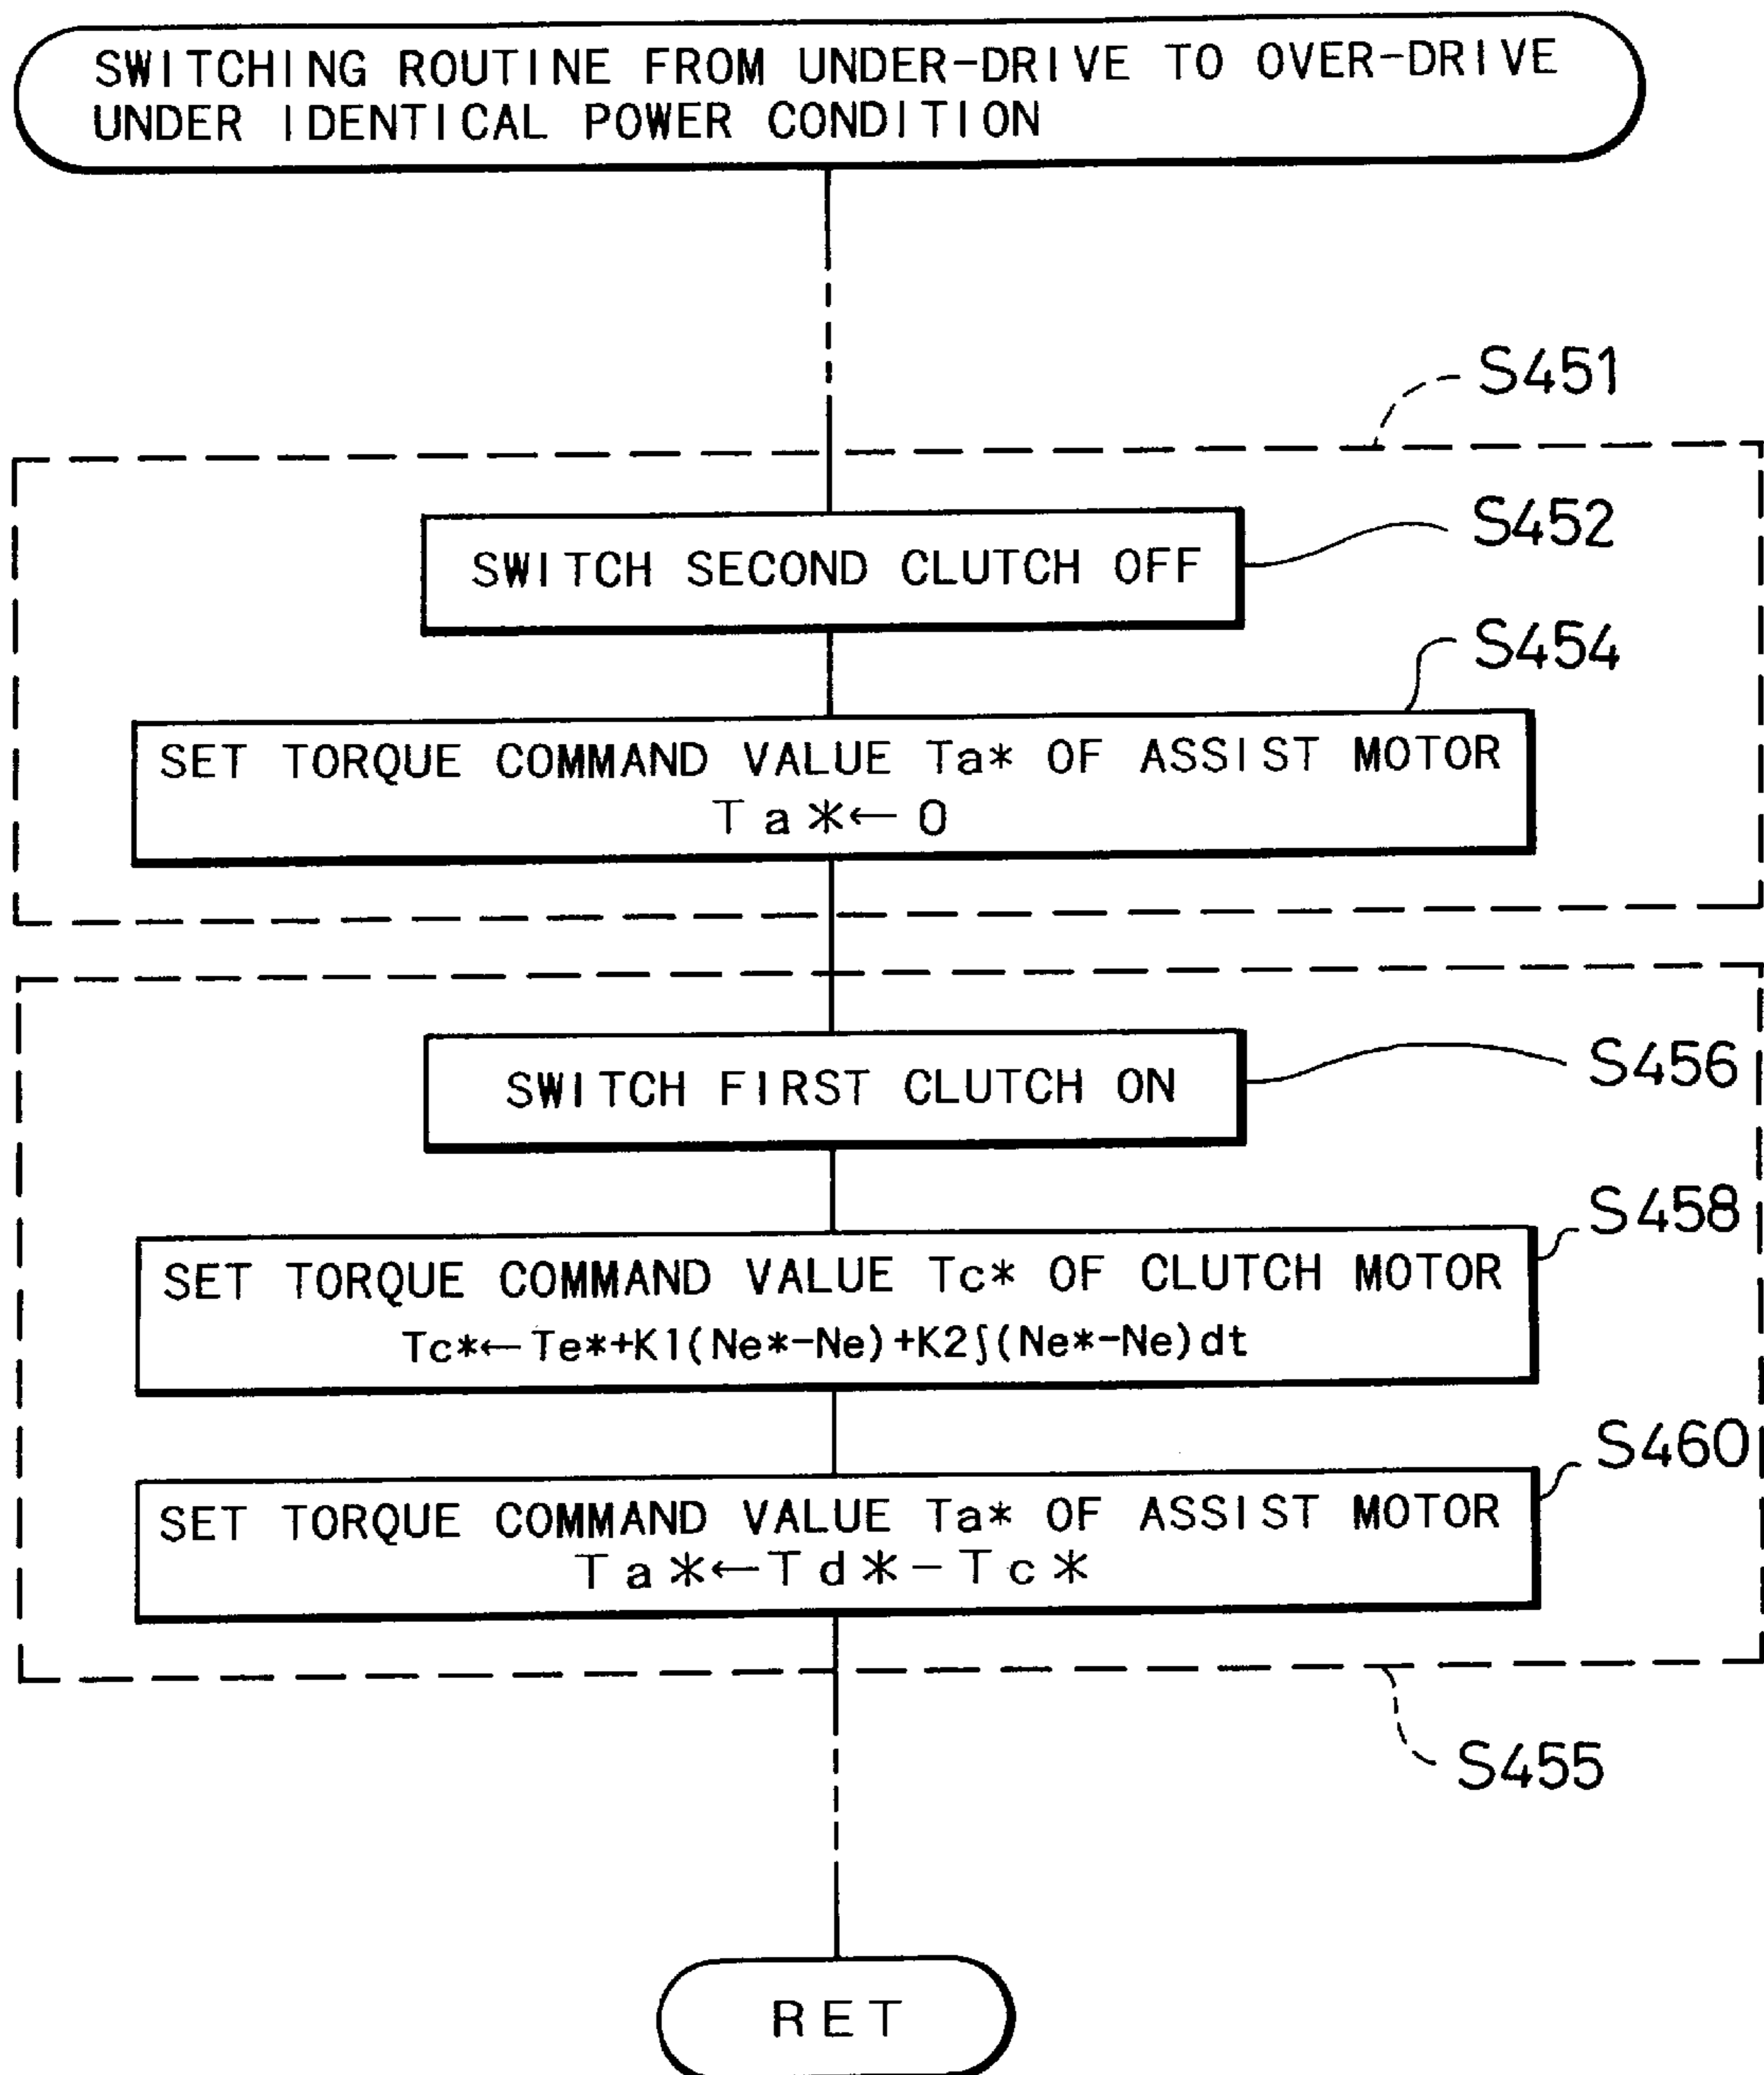 SWITCHING ROUTINE FROM UNDER-DRIVE TO OVER-DRIVE
UNDER IDENTICAL POWER CONDITION
S451
S452
SWITCH SECOND CLUTCH OFF
S454
SET TORQUE COMMAND VALUE Ta* OF ASSIST MOTOR
Ta*←0
S456
SWITCH FIRST CLUTCH ON
S458
SET TORQUE COMMAND VALUE Tc* OF CLUTCH MOTOR
Tc*←Te*+K1(Ne*-Ne)+K2∫(Ne*-Ne)dt
S460
SET TORQUE COMMAND VALUE Ta* OF ASSIST MOTOR
Ta*←Td*-Tc*
S455
RET